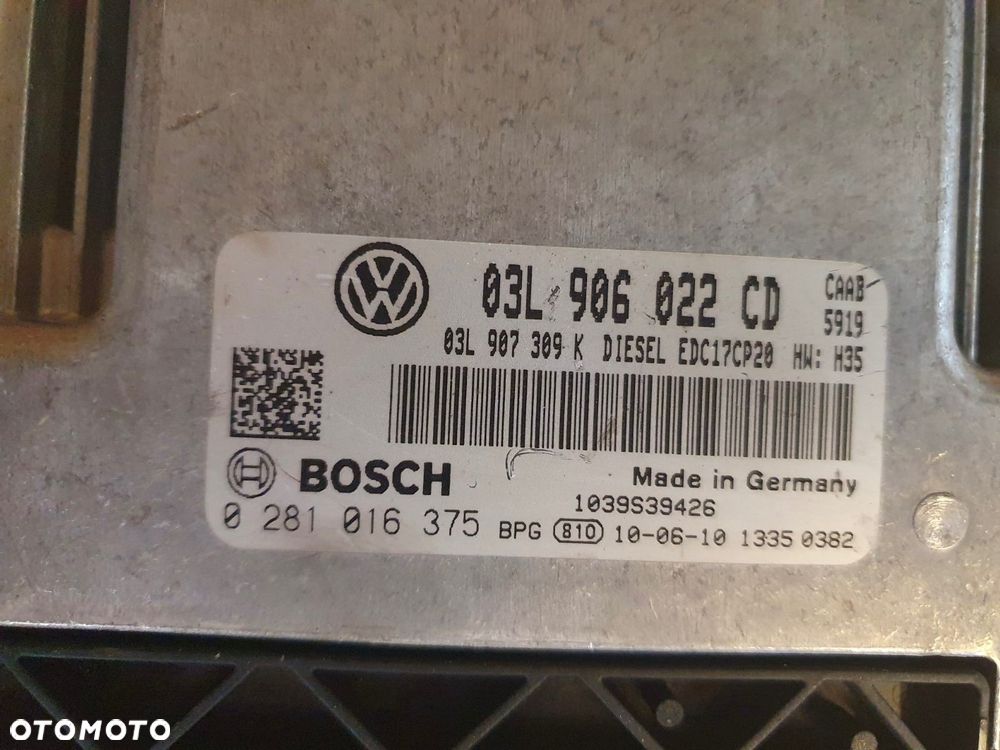 03L 906 022 CD CAAB
5919
03L 907 309 K DIESEL EDC17CP20 HW: H35
BOSCH Made in Germany
1039S39426
0 281 016 375 BPG 810 10-06-10 1335 0382
OTOMOTO